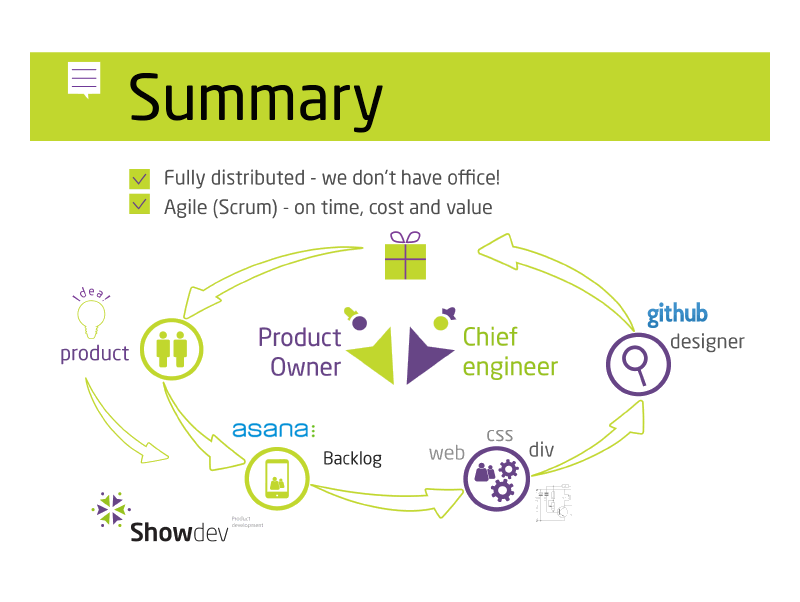 Summary
Fully distributed - we don't have office!
Agile (Scrum) - on time, cost and value
Idea!
product
Product
Owner
Chief
engineer
github
designer
asana:
Backlog
web
css
div
Showdev
Product
development